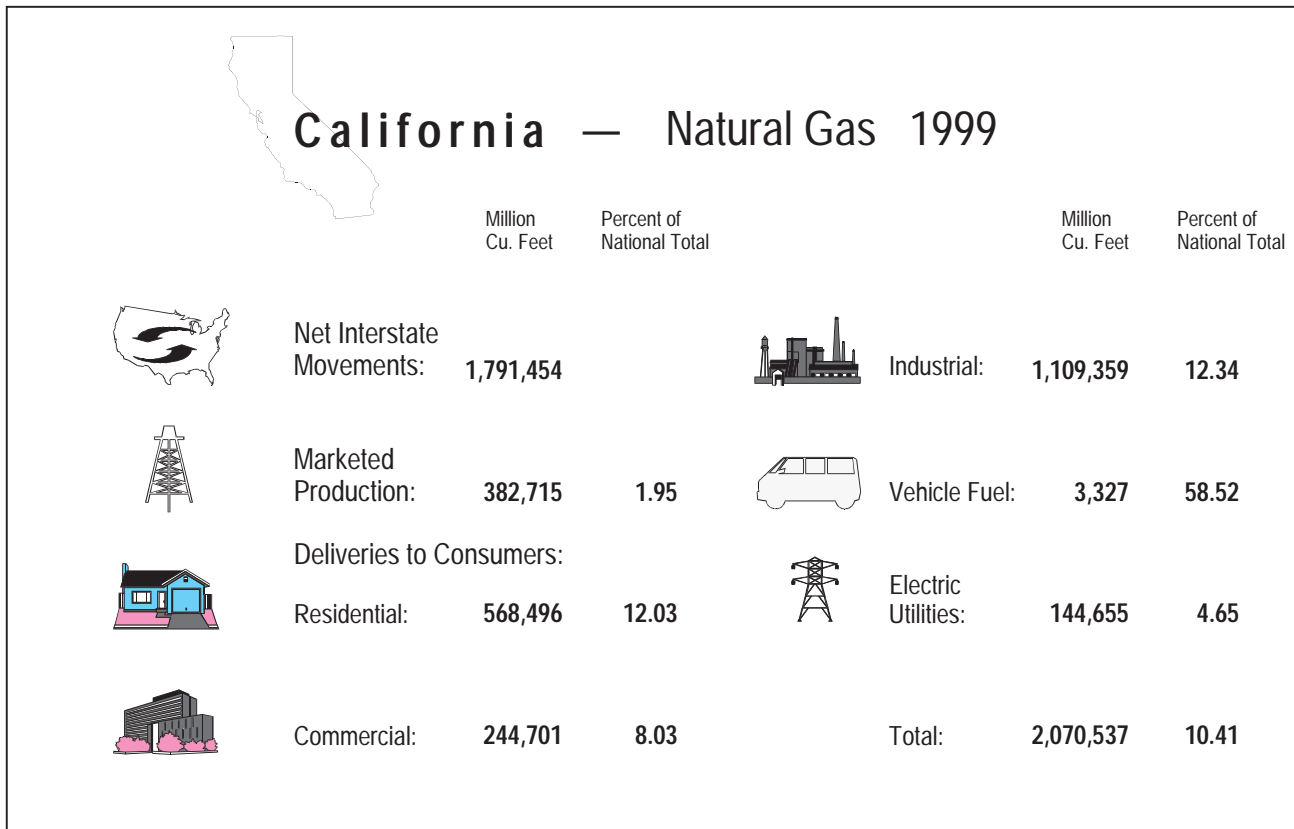 California — Natural Gas 1999
Million
Cu. Feet
Percent of
National Total
Million
Cu. Feet
Percent of
National Total
Net Interstate
Movements: 1,791,454
Industrial: 1,109,359 12.34
Marketed
Production: 382,715 1.95
Vehicle Fuel: 3,327 58.52
Deliveries to Consumers:
Residential: 568,496 12.03
Electric
Utilities: 144,655 4.65
Commercial: 244,701 8.03
Total: 2,070,537 10.41